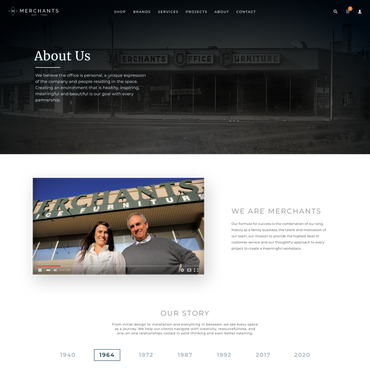 MERCHANTS
SHOP BRANDS SERVICES PROJECTS ABOUT CONTACT
About Us
MERCHANTS OFFICE FURNITURE
We believe the office is personal, a unique expression
of the company and people residing in the space.
Creating an environment that is healthy, inspiring,
meaningful and beautiful is our goal with every
partnership.
MERCHANTS
ICE FURNITURE
WE ARE MERCHANTS
Our formula for success is the combination of our long
history as a family business, the talent and motivation of
our team, our mission to provide the highest level of
customer service and our thoughtful approach to every
project to create a meaningful workplace.
OUR STORY
From initial design to installation and everything in between, we see every space
as a journey. We help our clients navigate with creativity, resourcefulness, and
one on one relationships rooted in solid thinking and even better meaning.
1940 1964 1972 1987 1992 2017 2020